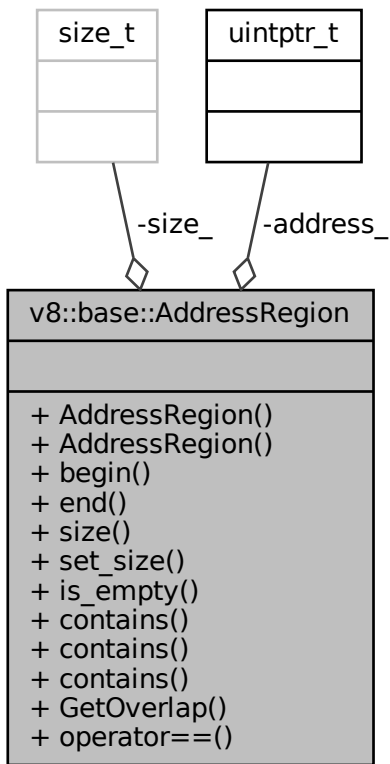 size_t
uintptr_t
-size_
-address_
v8::base::AddressRegion
+ AddressRegion()
+ AddressRegion()
+ begin()
+ end()
+ size()
+ set_size()
+ is_empty()
+ contains()
+ contains()
+ contains()
+ GetOverlap()
+ operator==()